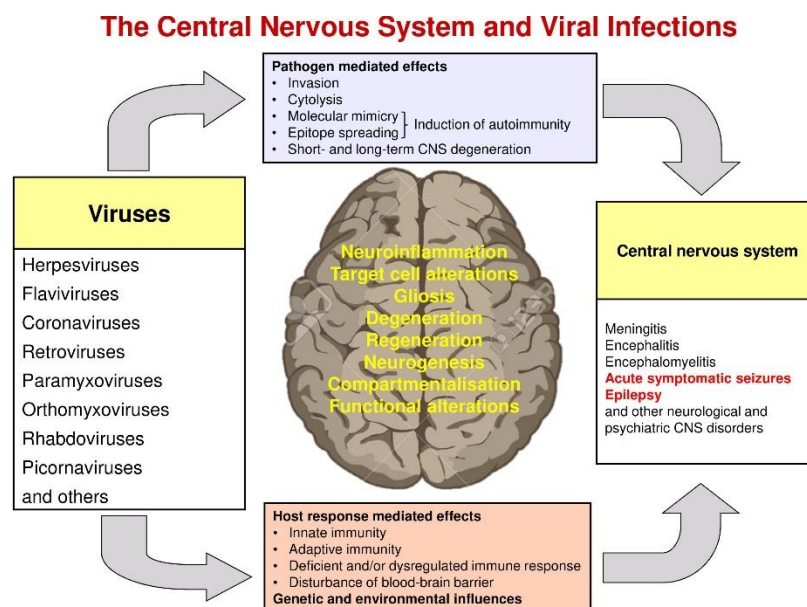 The Central Nervous System and Viral Infections
Pathogen mediated effects
• Invasion
• Cytolysis
• Molecular mimicry
• Epitope spreading
Induction of autoimmunity
• Short- and long-term CNS degeneration
Viruses
Herpesviruses
Flaviviruses
Coronaviruses
Retroviruses
Paramyxoviruses
Orthomyxoviruses
Rhabdoviruses
Picornaviruses
and others
Neuroinflammation
Target cell alterations
Gliosis
Degeneration
Regeneration
Neurogenesis
Compartmentalisation
Functional alterations
Central nervous system
Meningitis
Encephalitis
Encephalomyelitis
Acute symptomatic seizures
Epilepsy
and other neurological and
psychiatric CNS disorders
Host response mediated effects
• Innate immunity
• Adaptive immunity
• Deficient and/or dysregulated immune response
• Disturbance of blood-brain barrier
Genetic and environmental influences